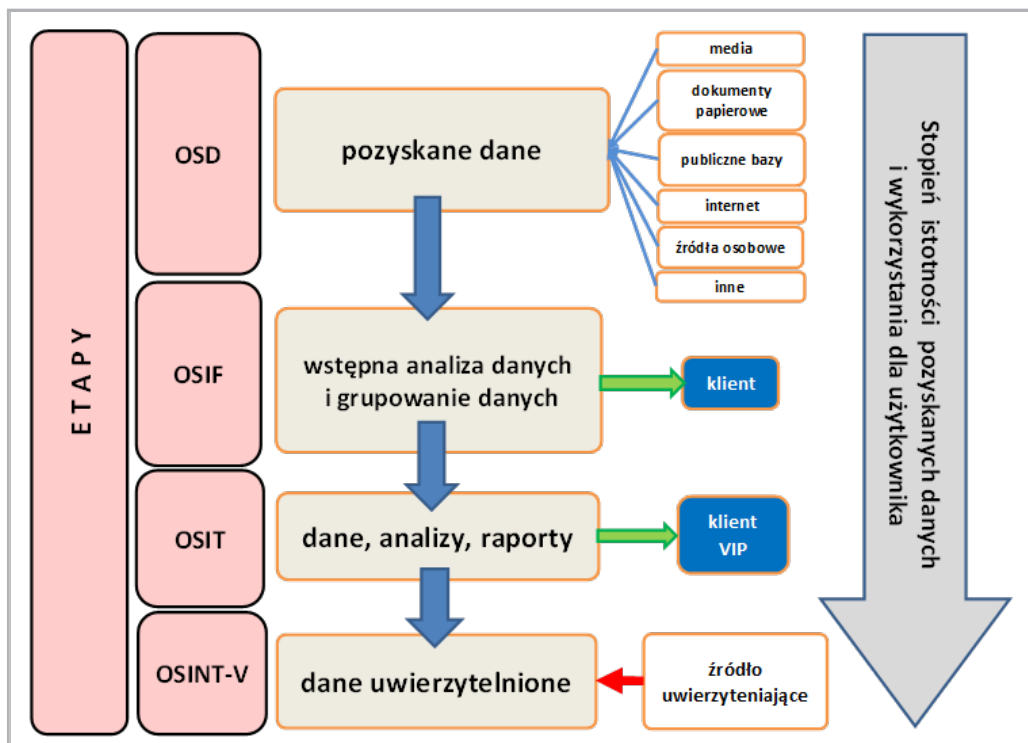 ETAPY
OSD
pozyskane dane
media
dokumenty
papierowe
publiczne bazy
internet
źródła osobowe
inne
OSIF
wstępna analiza danych
i grupowanie danych
klient
OSIT
dane, analizy, raporty
klient
VIP
OSINT-V
dane uwierzytelnione
źródło
uwierzyteniające
Stopień istotności pozyskanych danych
i wykorzystania dla użytkownika